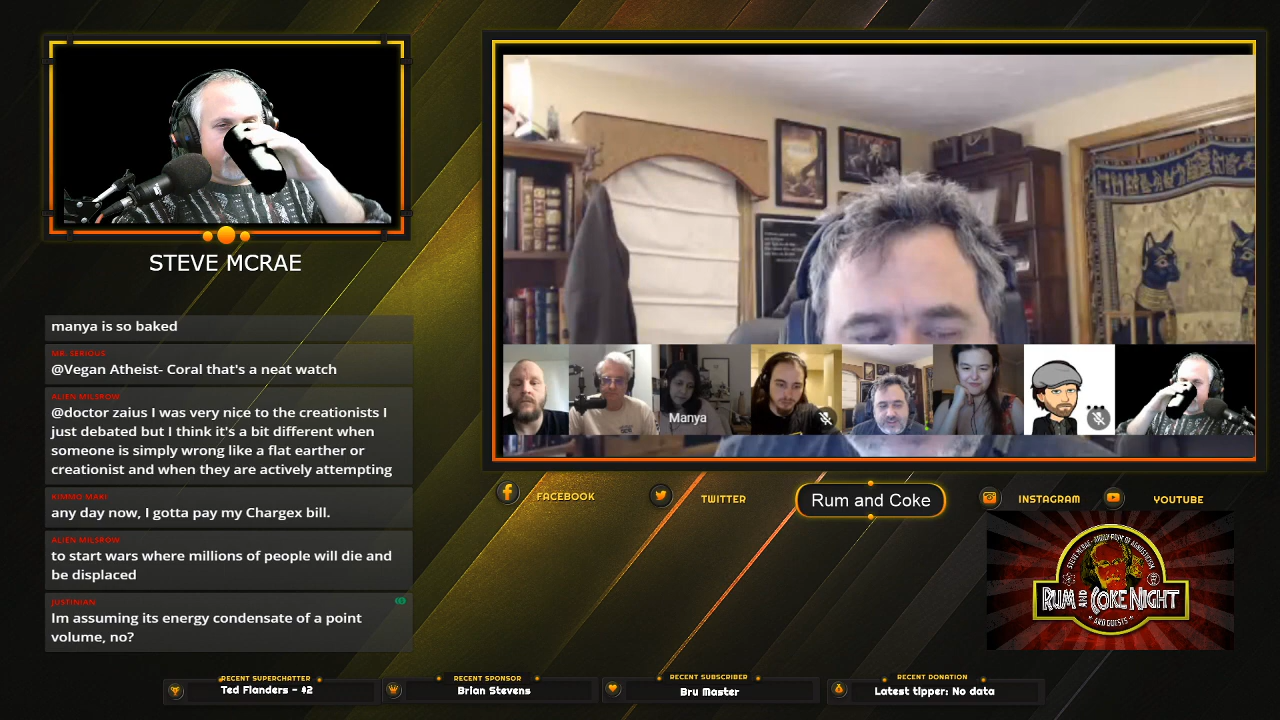 STEVE MCRAE
manya is so baked
MR. SERIOUS
@Vegan Atheist- Coral that's a neat watch
ALIEN MILSROW
@doctor zaius I was very nice to the creationists I
just debated but I think it's a bit different when
someone is simply wrong like a flat earther or
creationist and when they are actively attempting
KIMMO MAKI
any day now, I gotta pay my Chargex bill.
ALIEN MILSROW
to start wars where millions of people will die and
be displaced
JUSTINIAN
Im assuming its energy condensate of a point
volume, no?
Manya
FACEBOOK
TWITTER
Rum and Coke
INSTAGRAM
YOUTUBE
RUM AND COKE NIGHT
AND GUESTS
RECENT SUPERCHATTER
Ted Flanders - $2
RECENT SPONSOR
Brian Stevens
RECENT SUBSCRIBER
Bru Master
RECENT DONATION
Latest tipper: No data